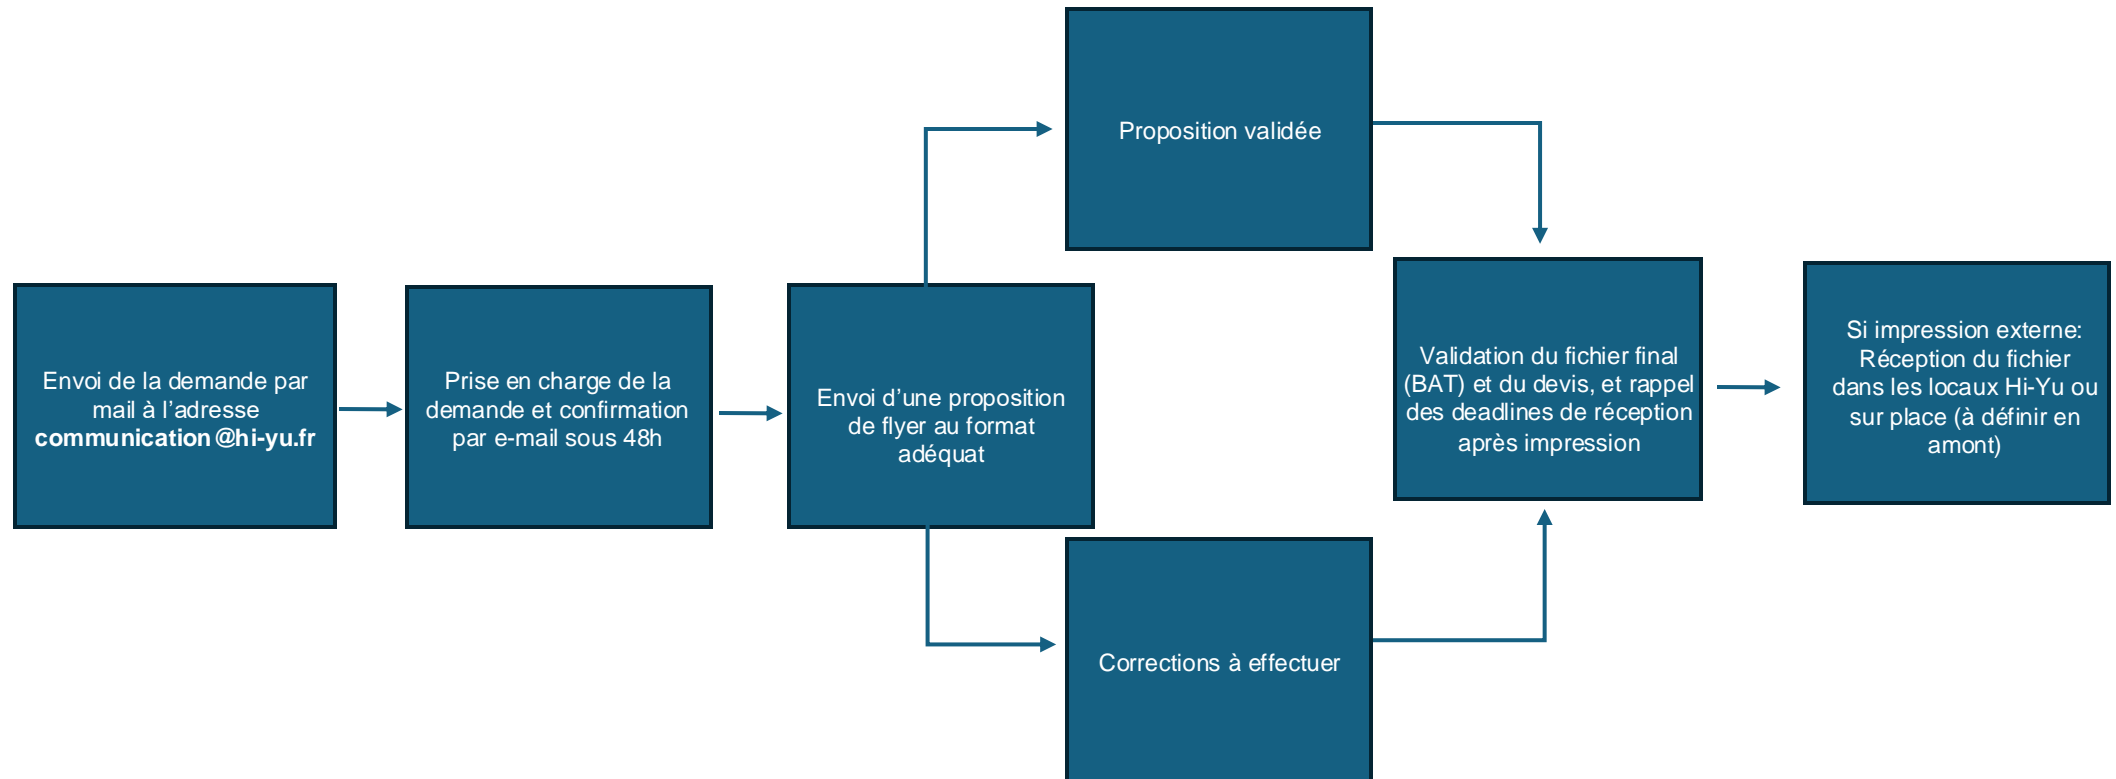 Envoi de la demande par
mail à l’adresse
communication@hi-yu.fr
Prise en charge de la
demande et confirmation
par e-mail sous 48h
Envoi d’une proposition
de flyer au format
adéquat
Proposition validée
Corrections à effectuer
Validation du fichier final
(BAT) et du devis, et rappel
des deadlines de réception
après impression
Si impression externe:
Réception du fichier
dans les locaux Hi-Yu ou
sur place (à définir en
amont)